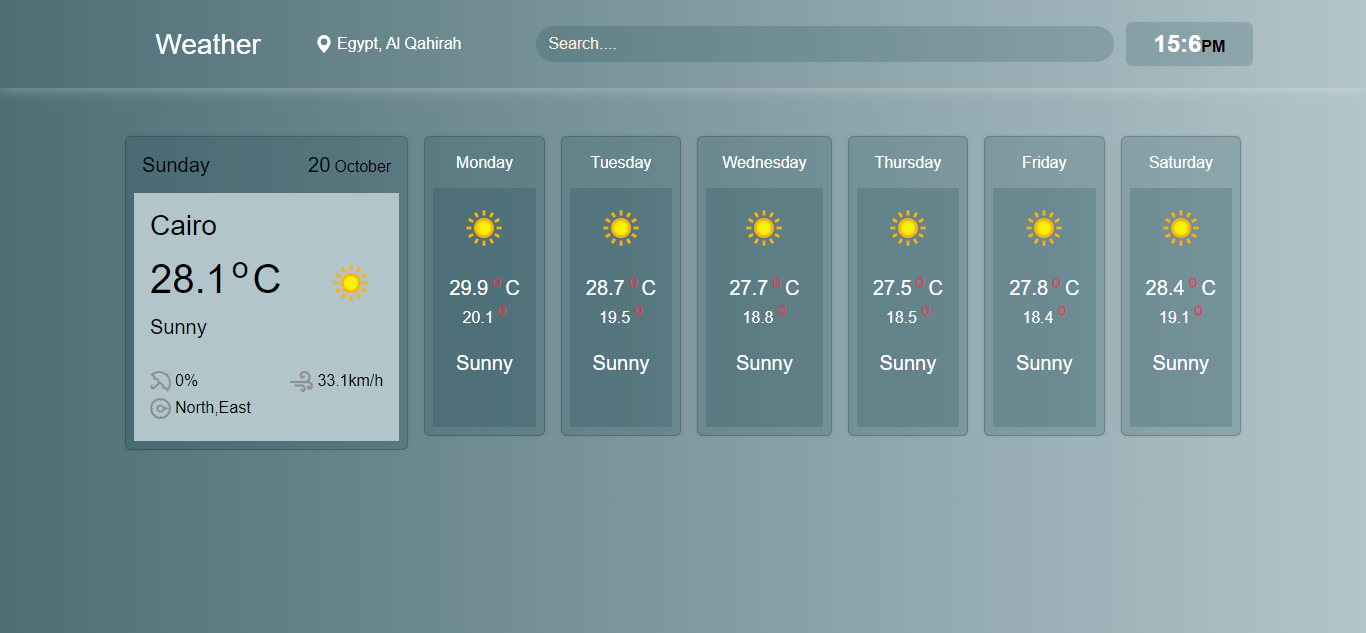 Weather
Egypt, Al Qahirah
Search....
15:6PM
Sunday
20 October
Cairo
28.1°C
Sunny
0%
33.1km/h
North,East
Monday
29.9 ° C
20.1 °
Sunny
Tuesday
28.7 ° C
19.5 °
Sunny
Wednesday
27.7 ° C
18.8 °
Sunny
Thursday
27.5 ° C
18.5 °
Sunny
Friday
27.8 ° C
18.4 °
Sunny
Saturday
28.4 ° C
19.1 °
Sunny